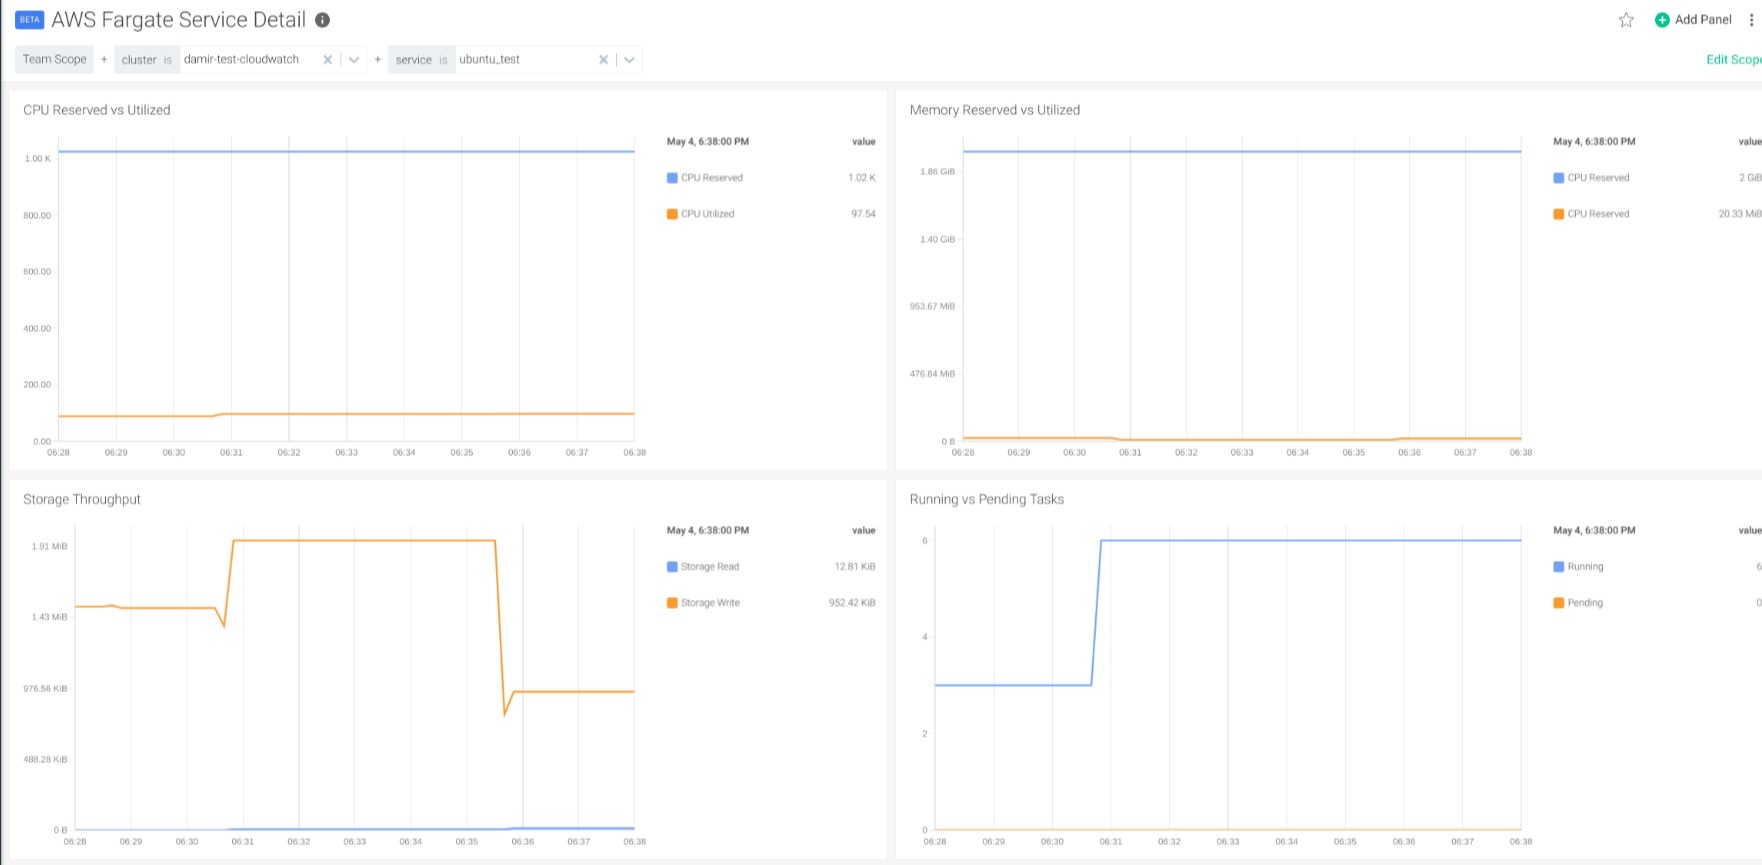 BETA AWS Fargate Service Detail i
Add Panel
Team Scope + cluster is damir-test-cloudwatch + service is ubuntu_test
Edit Scope
CPU Reserved vs Utilized
May 4, 6:38:00 PM value
CPU Reserved 1.02 K
CPU Utilized 97.54
1.00 K
800.00
600.00
400.00
200.00
0.00
06:28 06:29 06:30 06:31 06:32 06:33 06:34 06:35 06:36 06:37 06:38
Memory Reserved vs Utilized
May 4, 6:38:00 PM value
CPU Reserved 2 GiB
CPU Reserved 20.33 MiB
1.86 GiB
1.40 GiB
953.67 MiB
476.84 MiB
0 B
06:28 06:29 06:30 06:31 06:32 06:33 06:34 06:35 06:36 06:37 06:38
Storage Throughput
May 4, 6:38:00 PM value
Storage Read 12.81 KiB
Storage Write 952.42 KiB
1.91 MiB
1.43 MiB
976.56 KiB
488.28 KiB
0 B
06:28 06:29 06:30 06:31 06:32 06:33 06:34 06:35 06:36 06:37 06:38
Running vs Pending Tasks
May 4, 6:38:00 PM value
Running 6
Pending 0
6
4
2
0
06:28 06:29 06:30 06:31 06:32 06:33 06:34 06:35 06:36 06:37 06:38